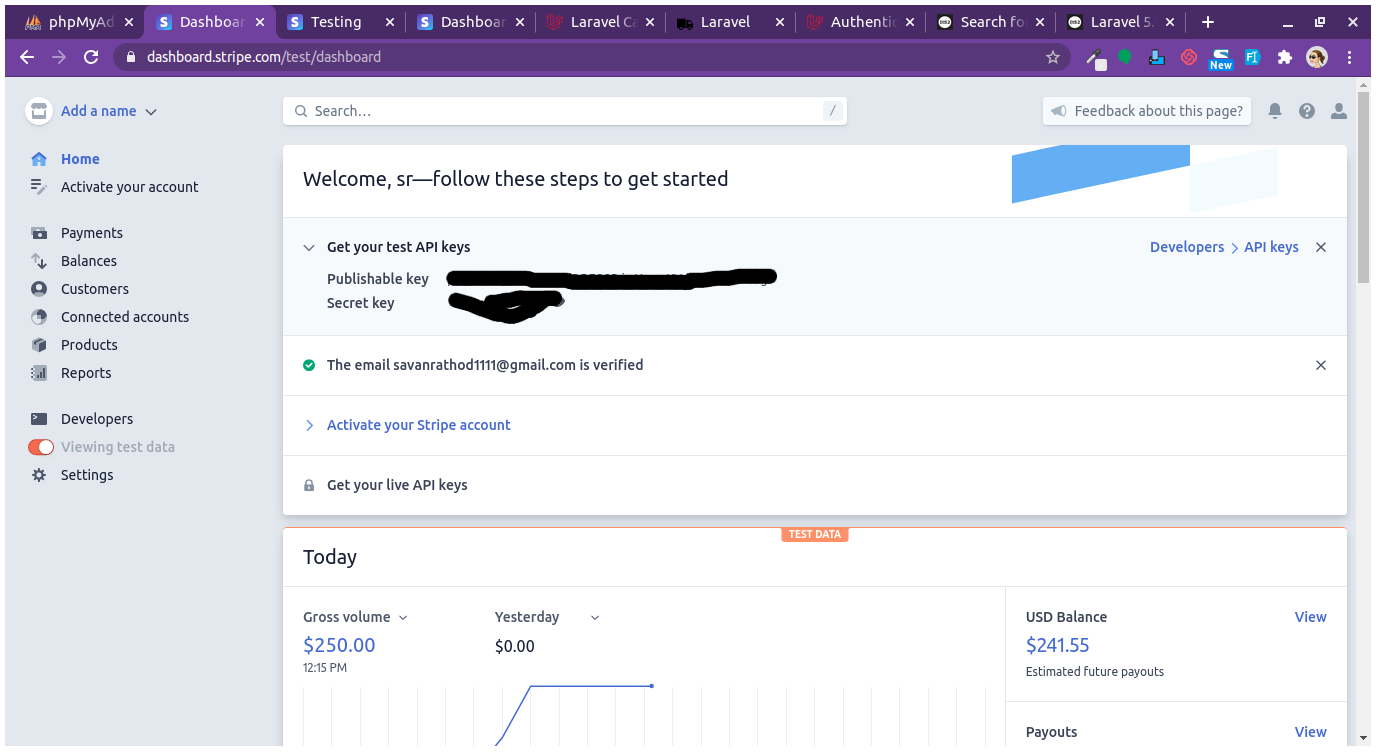 phpMyAd
Dashboar
Testing
Dashboar
Laravel Ca
Laravel
Authentic
Search fo
Laravel 5.
dashboard.stripe.com/test/dashboard
New
Add a name
Search…
/
Feedback about this page?
Home
Activate your account
Payments
Balances
Customers
Connected accounts
Products
Reports
Developers
Viewing test data
Settings
Welcome, sr—follow these steps to get started
Get your test API keys
Developers > API keys
Publishable key
Secret key
The email savanrathod1111@gmail.com is verified
Activate your Stripe account
Get your live API keys
TEST DATA
Today
Gross volume
Yesterday
$250.00
$0.00
12:15 PM
USD Balance
View
$241.55
Estimated future payouts
Payouts
View